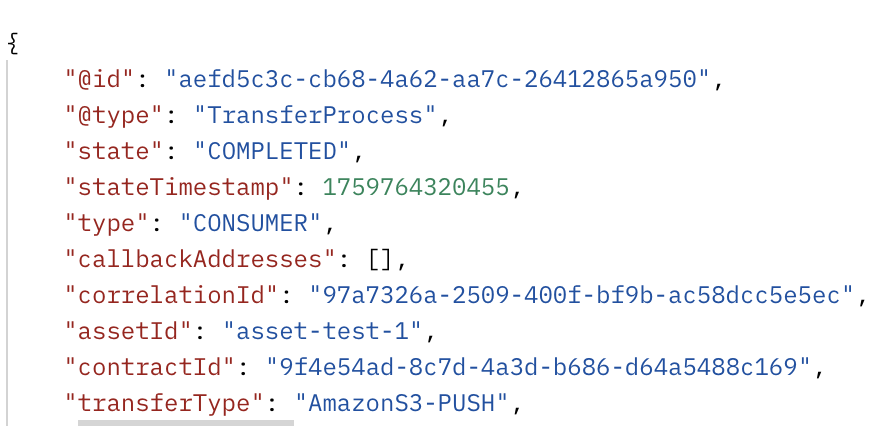 {
"@id": "aefd5c3c-cb68-4a62-aa7c-26412865a950",
"@type": "TransferProcess",
"state": "COMPLETED",
"stateTimestamp": 1759764320455,
"type": "CONSUMER",
"callbackAddresses": [],
"correlationId": "97a7326a-2509-400f-bf9b-ac58dcc5e5ec",
"assetId": "asset-test-1",
"contractId": "9f4e54ad-8c7d-4a3d-b686-d64a5488c169",
"transferType": "AmazonS3-PUSH",